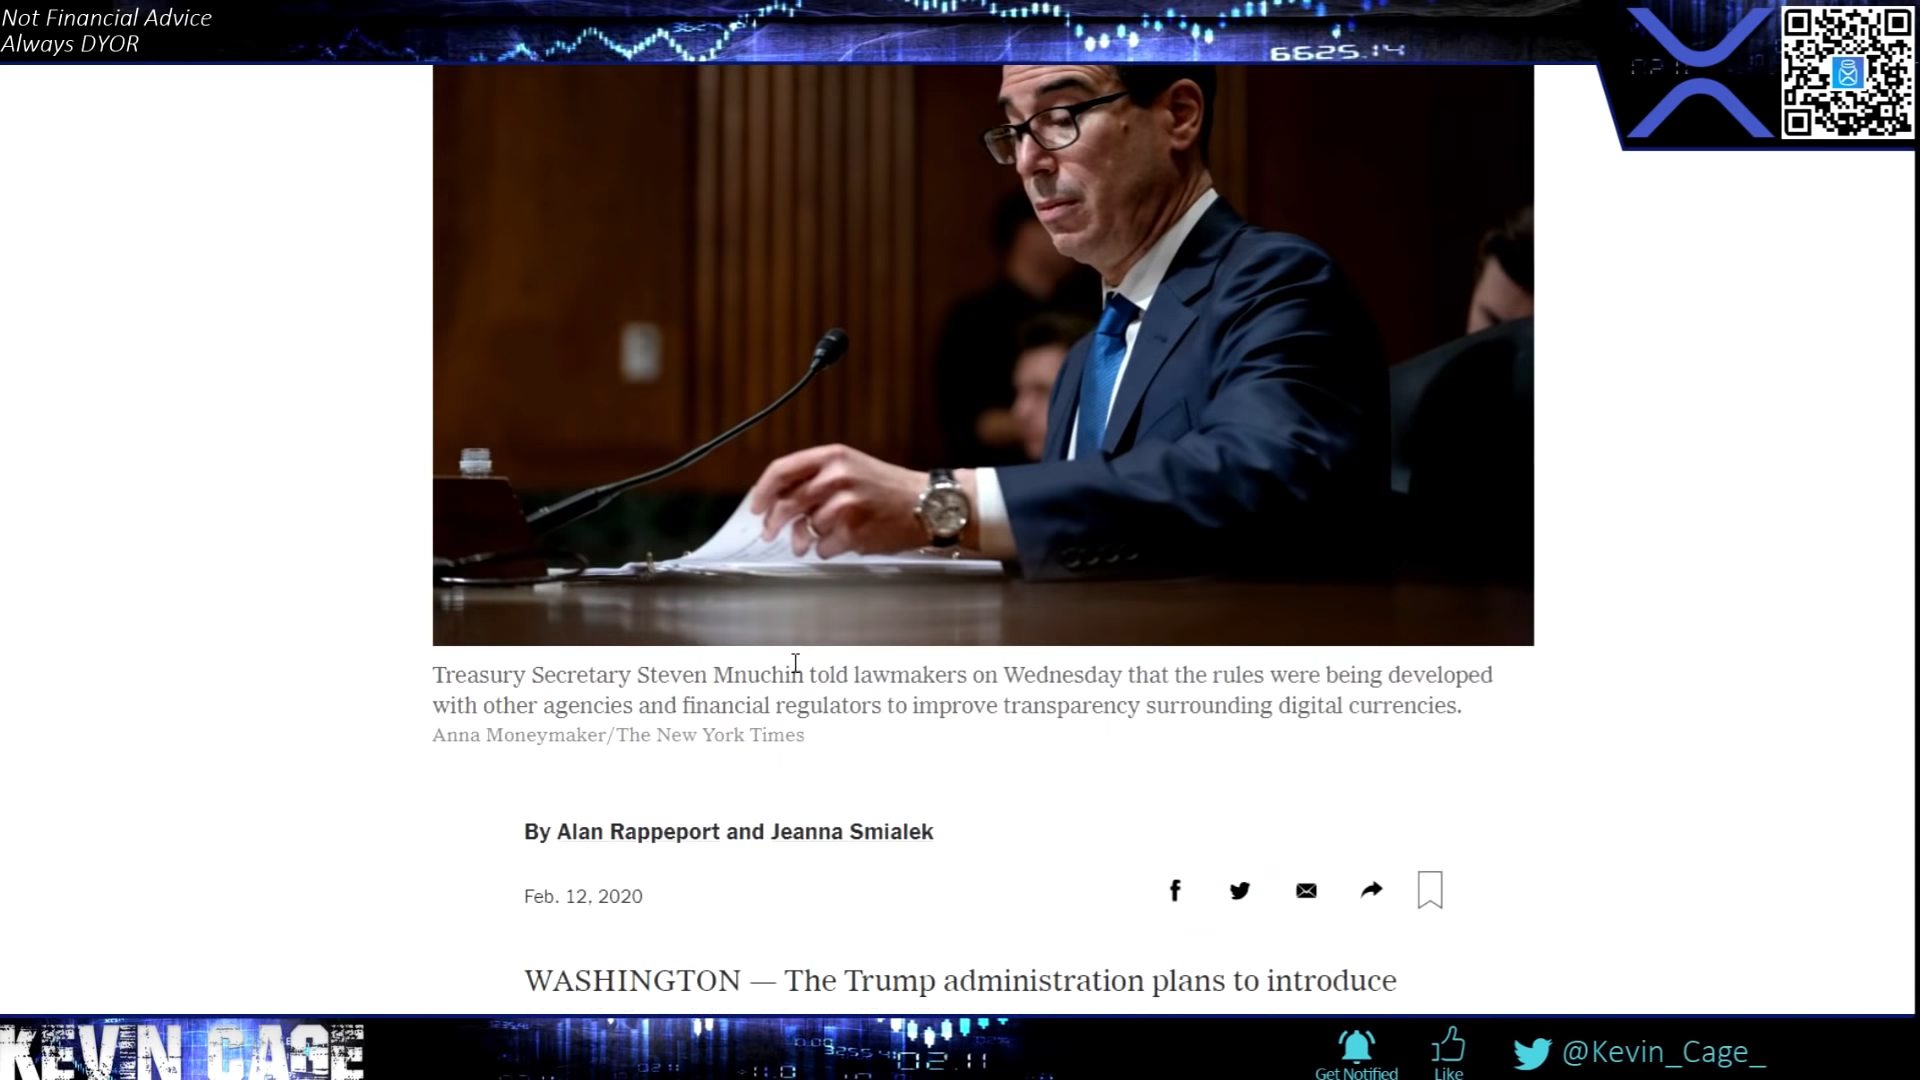 Not Financial Advice
Always DYOR
6625.14
Treasury Secretary Steven Mnuchin told lawmakers on Wednesday that the rules were being developed
with other agencies and financial regulators to improve transparency surrounding digital currencies.
Anna Moneymaker/The New York Times
By Alan Rappeport and Jeanna Smialek
Feb. 12, 2020
WASHINGTON — The Trump administration plans to introduce
KEVIN CAGE
02.11
Get Notified
Like
@Kevin_Cage_